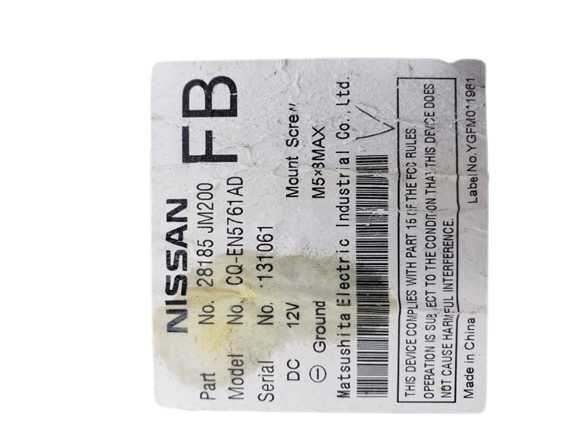 NISSAN
FB
Part No. 28185 JM200
Model No. CQ-EN5761AD
Serial No. 131061
DC 12V Mount Screw
⊖ Ground M5×8MAX
Matsushita Electric Industrial Co., Ltd.
THIS DEVICE COMPLIES WITH PART 15 OF THE FCC RULES
OPERATION IS SUBJECT TO THE CONDITION THAT THIS DEVICE DOES
NOT CAUSE HARMFUL INTERFERENCE.
Made in China Label No. YGFM0*1961